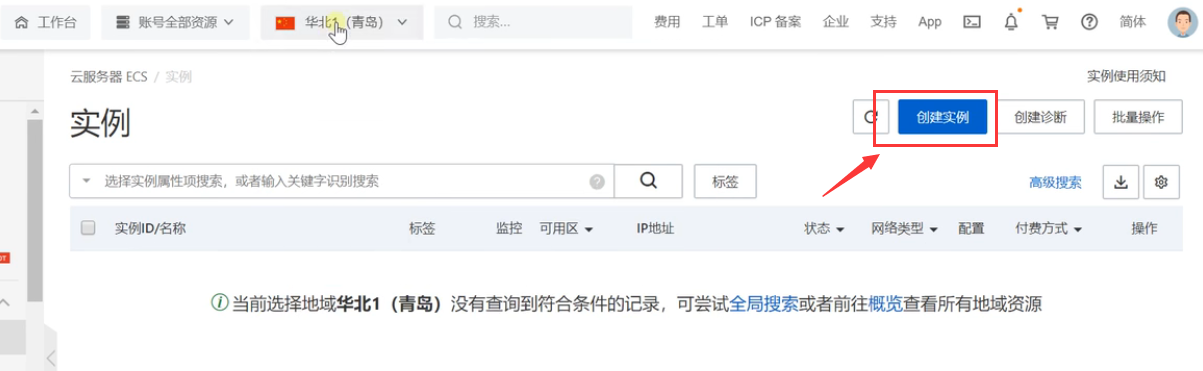 工作台 账号全部资源 华北1（青岛） 搜索... 费用 工单 ICP 备案 企业 支持 App 简体
云服务器 ECS / 实例 实例使用须知
实例 创建实例 创建诊断 批量操作
选择实例属性项搜索，或者输入关键字识别搜索 标签 高级搜索
实例ID/名称 标签 监控 可用区 IP地址 状态 网络类型 配置 付费方式 操作
当前选择地域华北1（青岛）没有查询到符合条件的记录，可尝试全局搜索或者前往概览查看所有地域资源